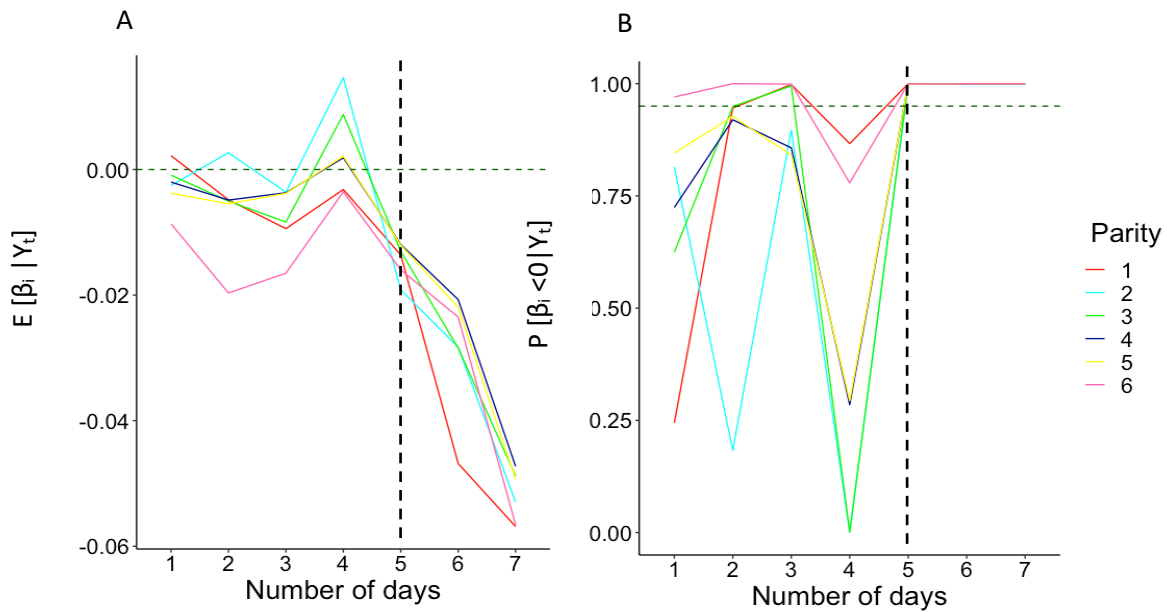 A
0.00
-0.02
-0.04
-0.06
E [βᵢ |Yₜ]
1 2 3 4 5 6 7
Number of days
B
1.00
0.75
0.50
0.25
0.00
P [βᵢ <0|Yₜ]
1 2 3 4 5 6 7
Number of days
Parity
1
2
3
4
5
6